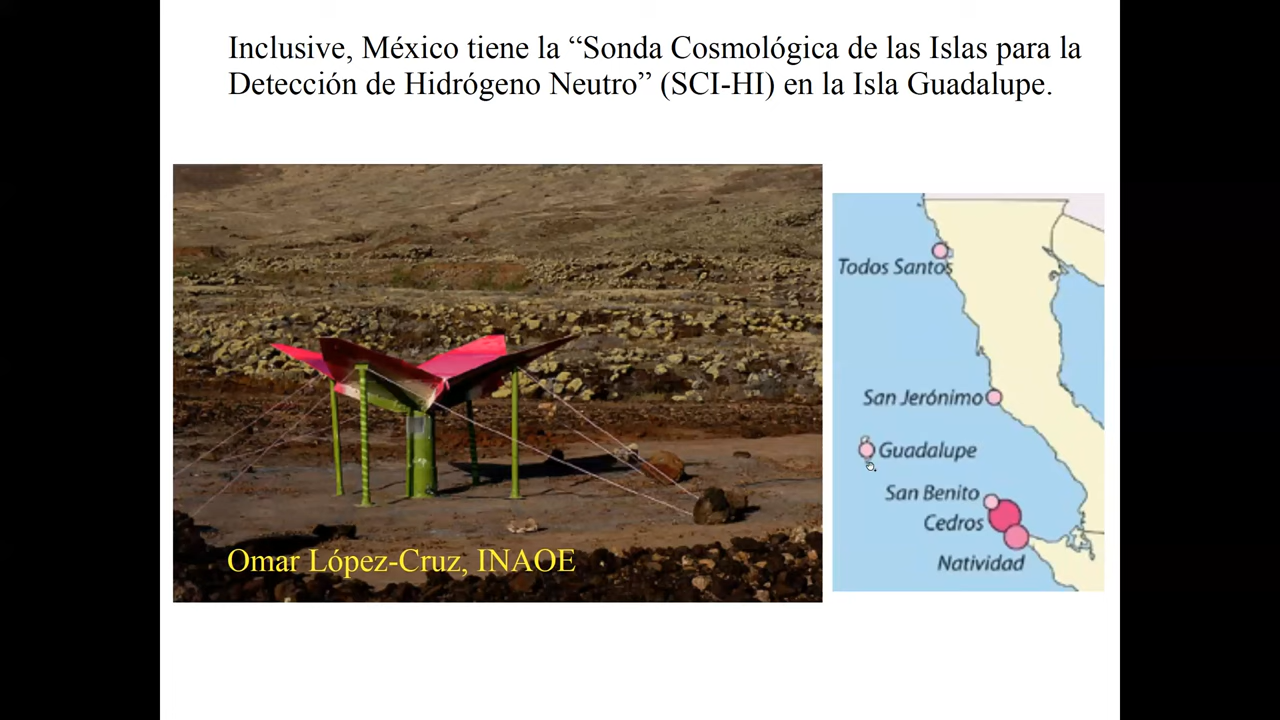 Inclusive, México tiene la “Sonda Cosmológica de las Islas para la
Detección de Hidrógeno Neutro” (SCI-HI) en la Isla Guadalupe.
Omar López-Cruz, INAOE
Todos Santos
San Jerónimo
Guadalupe
San Benito
Cedros
Natividad